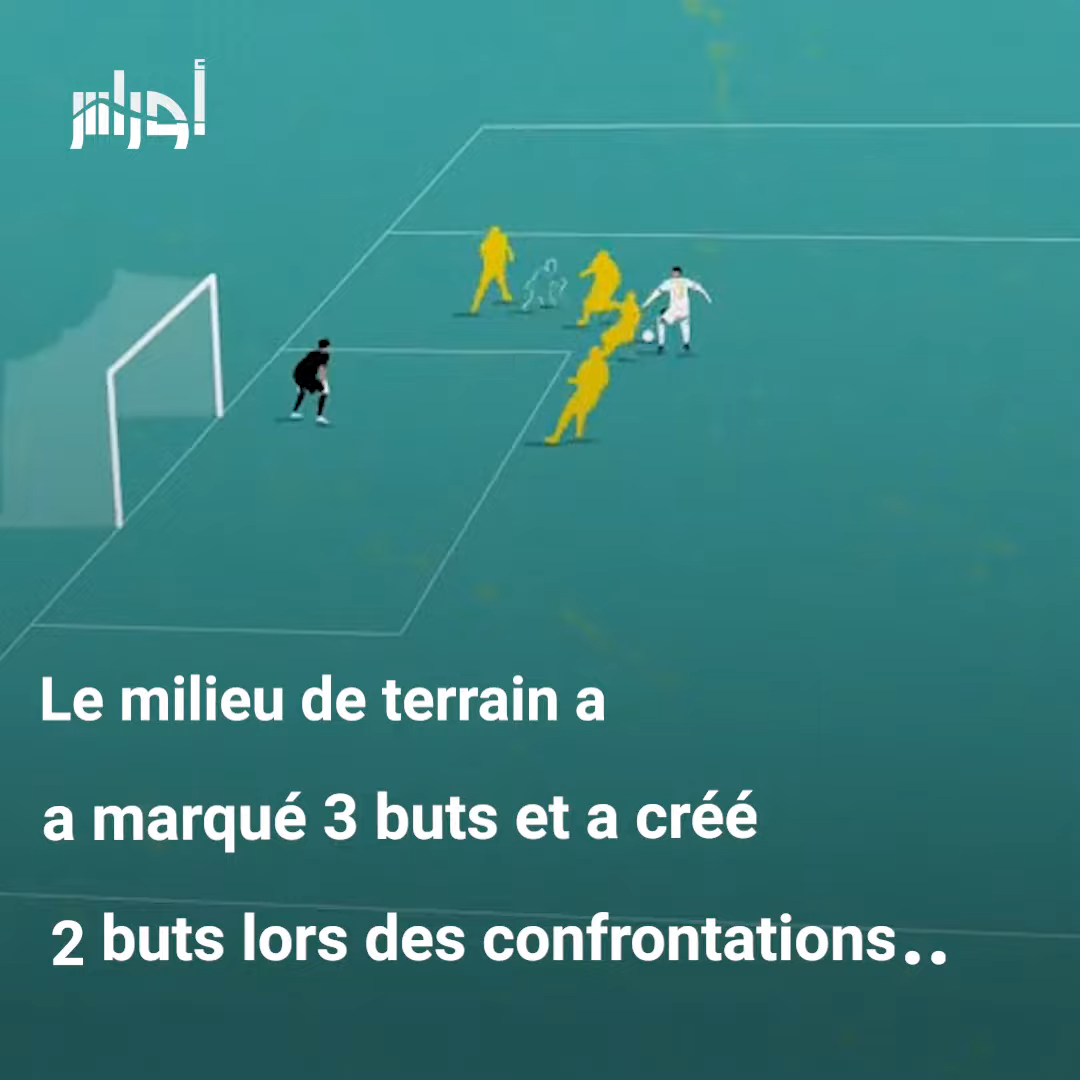 أوراس
Le milieu de terrain a
a marqué 3 buts et a créé
2 buts lors des confrontations..